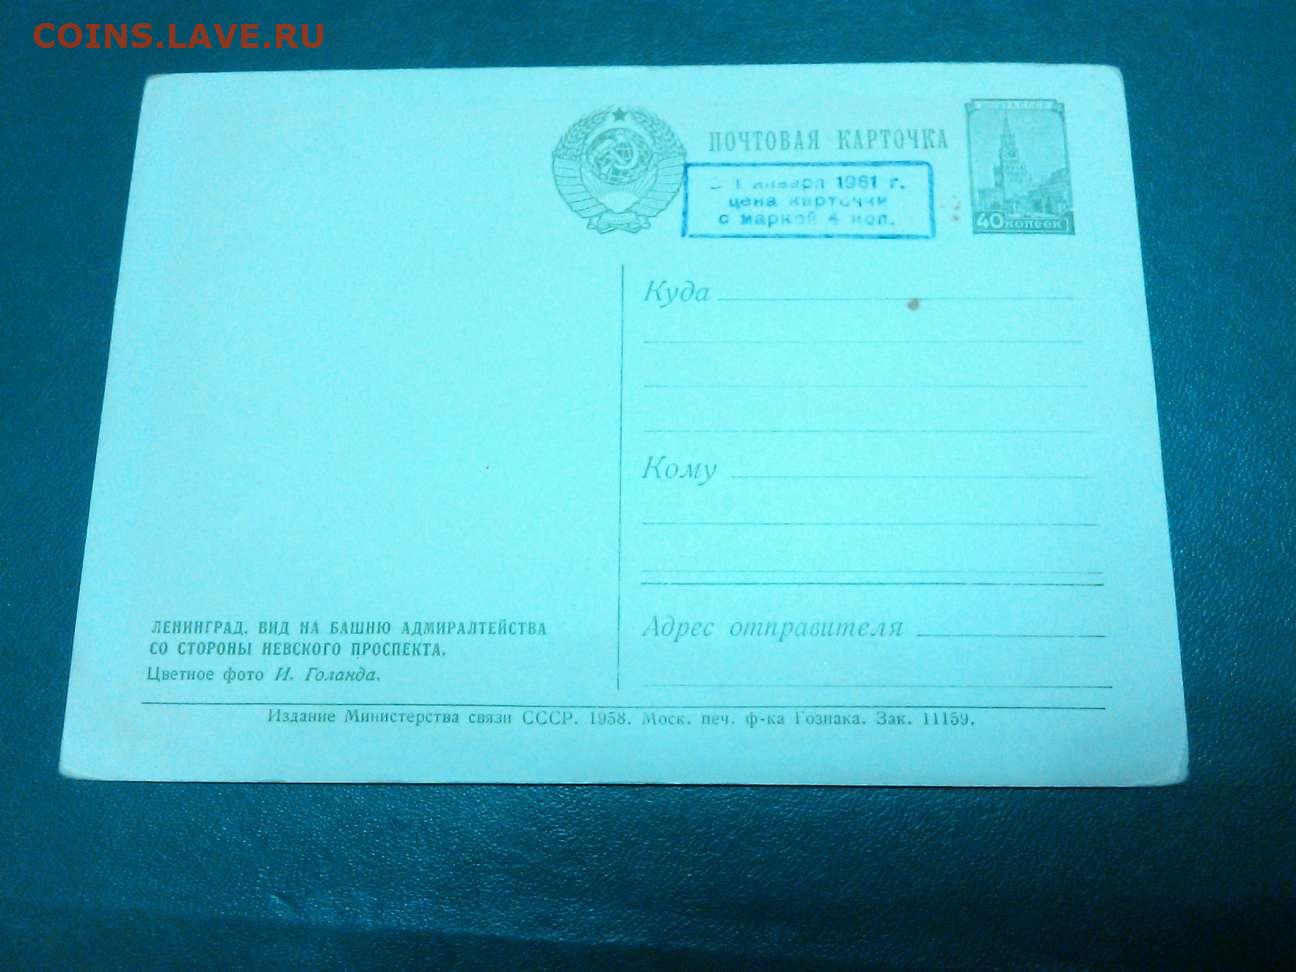 COINS.LAVE.RU
ПОЧТОВАЯ КАРТОЧКА
ПОЧТА СССР
40 КОПЕЕК
1 января 1961 г.
цена карточки
с маркой 4 коп.
Куда
Кому
Адрес отправителя
ЛЕНИНГРАД. ВИД НА БАШНЮ АДМИРАЛТЕЙСТВА
СО СТОРОНЫ НЕВСКОГО ПРОСПЕКТА.
Цветное фото И. Голанда.
Издание Министерства связи СССР. 1958. Моск. печ. ф-ка Гознака. Зак. 11159.